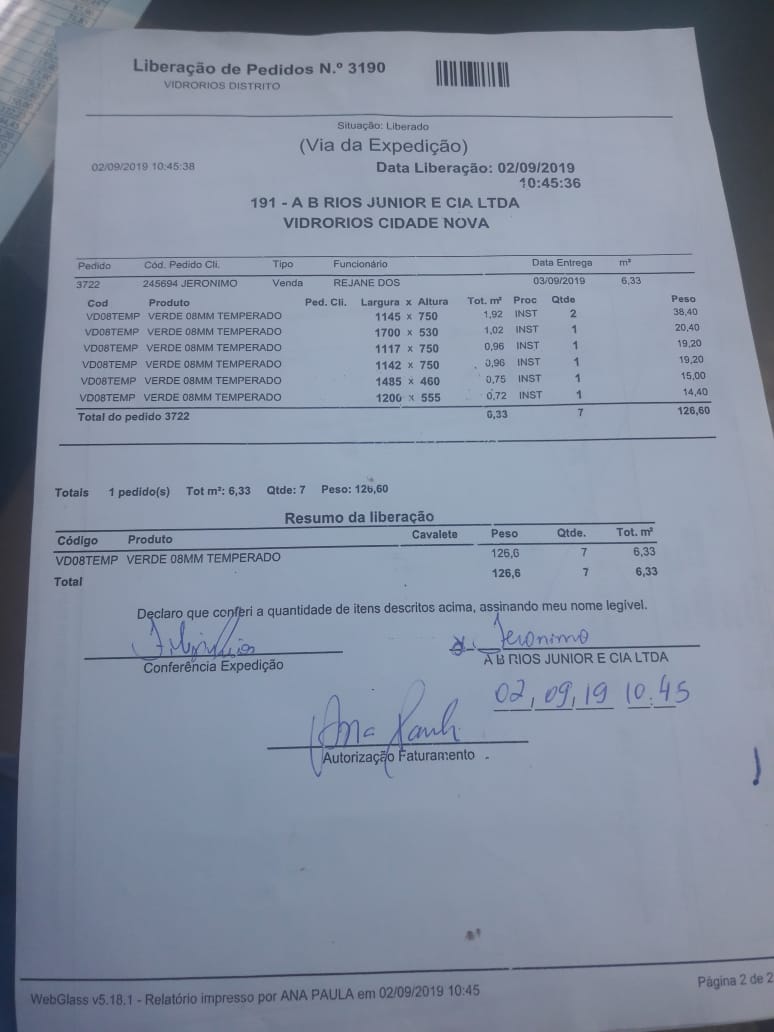 Liberação de Pedidos N.º 3190
VIDRORIOS DISTRITO
Situação: Liberado
(Via da Expedição)
02/09/2019 10:45:38 Data Liberação: 02/09/2019
10:45:36
191 - A B RIOS JUNIOR E CIA LTDA
VIDRORIOS CIDADE NOVA
Pedido Cód. Pedido Cli. Tipo Funcionário Data Entrega m²
3722 245694 JERONIMO Venda REJANE DOS 03/09/2019 6,33
Cod Produto Ped. Cli. Largura x Altura Tot. m² Proc Qtde Peso
VD08TEMP VERDE 08MM TEMPERADO 1145 x 750 1,92 INST 2 38,40
VD08TEMP VERDE 08MM TEMPERADO 1700 x 530 1,02 INST 1 20,40
VD08TEMP VERDE 08MM TEMPERADO 1117 x 750 0,96 INST 1 19,20
VD08TEMP VERDE 08MM TEMPERADO 1142 x 750 0,96 INST 1 19,20
VD08TEMP VERDE 08MM TEMPERADO 1485 x 460 0,75 INST 1 15,00
VD08TEMP VERDE 08MM TEMPERADO 1200 x 555 0,72 INST 1 14,40
Total do pedido 3722 6,33 7 126,60
Totais 1 pedido(s) Tot m²: 6,33 Qtde: 7 Peso: 126,60
Resumo da liberação
Código Produto Cavalete Peso Qtde. Tot. m²
VD08TEMP VERDE 08MM TEMPERADO 126,6 7 6,33
Total 126,6 7 6,33
Declaro que conferi a quantidade de itens descritos acima, assinando meu nome legível.
Jeronimo
Conferência Expedição A B RIOS JUNIOR E CIA LTDA
02,09,19 10.45
Ana Paula
Autorização Faturamento
WebGlass v5.18.1 - Relatório impresso por ANA PAULA em 02/09/2019 10:45 Página 2 de 2